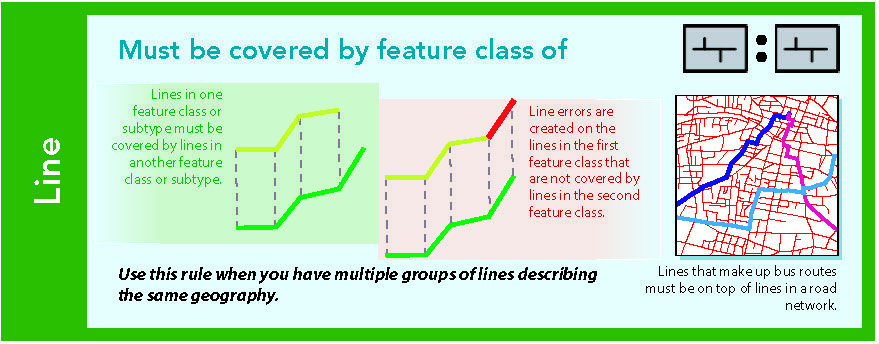 Must be covered by feature class of
Line
Lines in one
feature class or
subtype must be
covered by lines in
another feature
class or subtype.
Line errors are
created on the
lines in the first
feature class that
are not covered by
lines in the second
feature class.
Use this rule when you have multiple groups of lines describing
the same geography.
Lines that make up bus routes
must be on top of lines in a road
network.